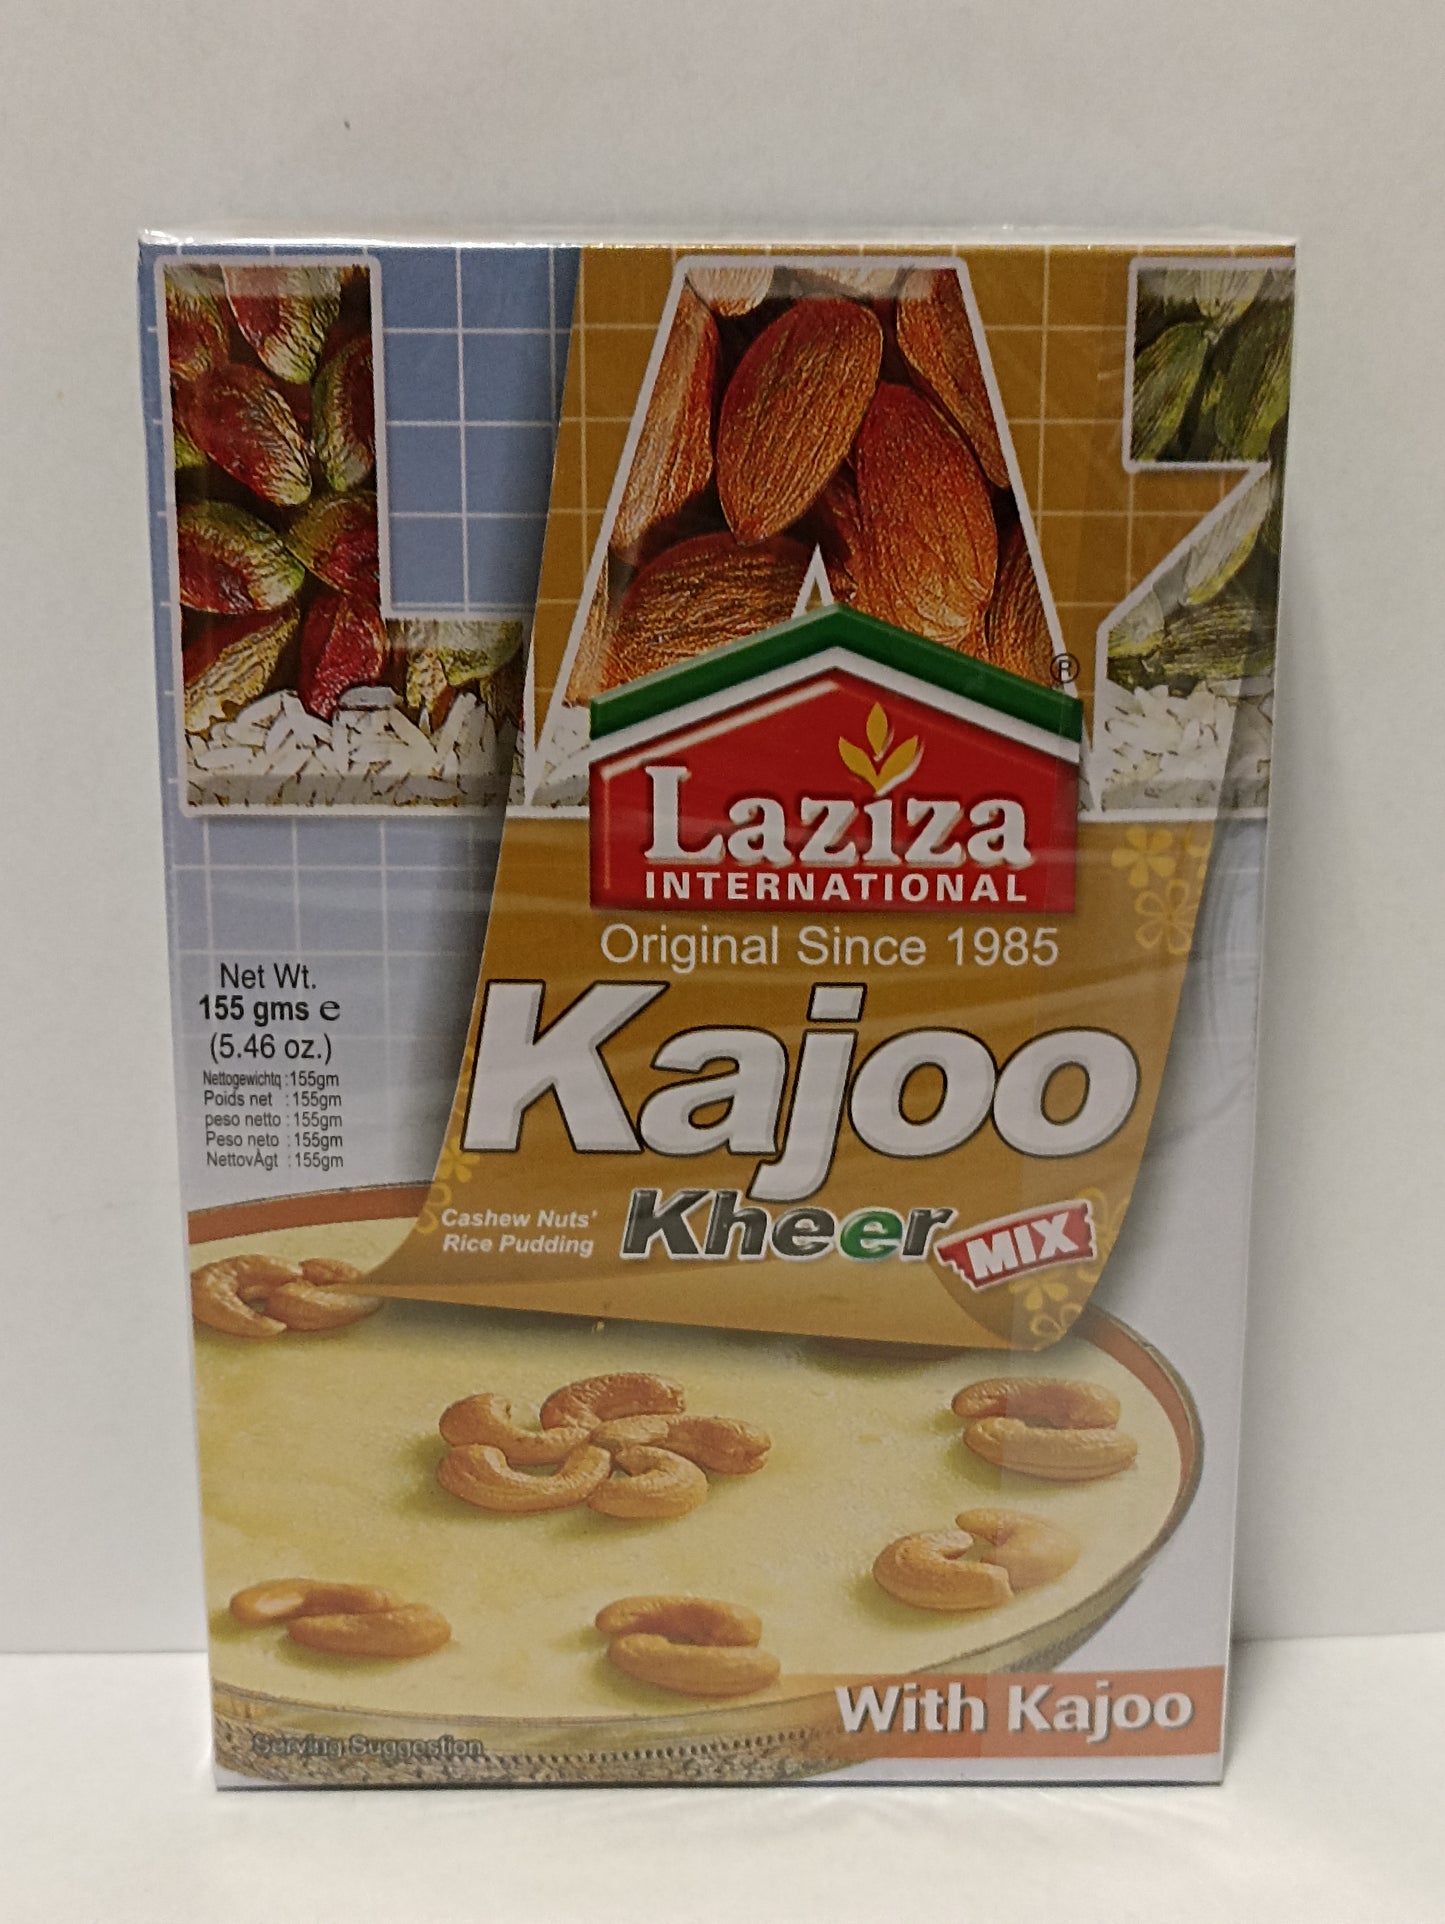 LAZ
®
Laziza
INTERNATIONAL
Original Since 1985
Kajoo
Kheer MIX
Cashew Nuts'
Rice Pudding
Net Wt.
155 gms ℮
(5.46 oz.)
Nettogewichtq :155gm
Poids net :155gm
peso netto :155gm
Peso neto :155gm
NettovÄgt :155gm
With Kajoo
Serving Suggestion